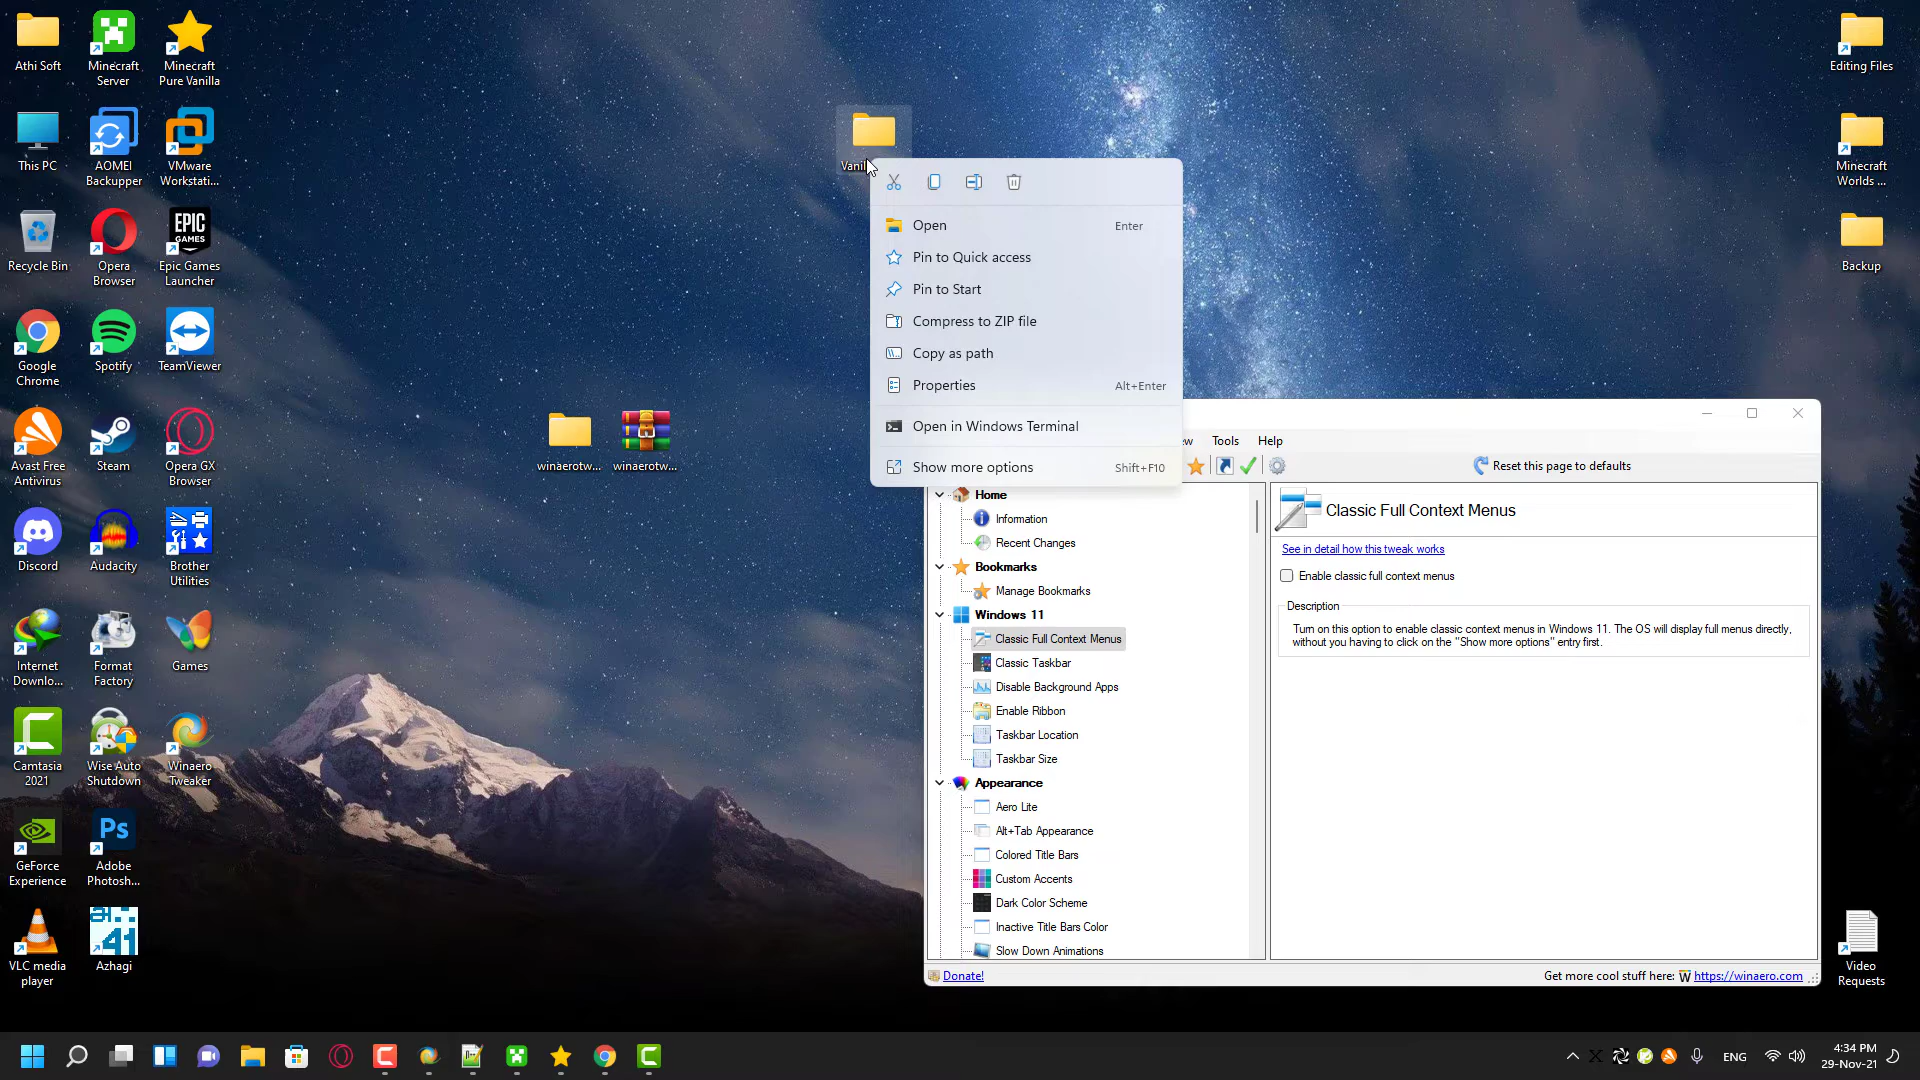 Athi Soft
Minecraft
Server
Minecraft
Pure Vanilla
This PC
AOMEI
Backupper
VMware
Workstati...
Recycle Bin
Opera
Browser
EPIC
GAMES
Epic Games
Launcher
Google
Chrome
Spotify
TeamViewer
Avast Free
Antivirus
Steam
Opera GX
Browser
Discord
Audacity
Brother
Utilities
Internet
Downlo...
Format
Factory
Games
Camtasia
2021
Wise Auto
Shutdown
Winaero
Tweaker
GeForce
Experience
Ps
Adobe
Photosh...
VLC media
player
41
Azhagi
winaerotw...
winaerotw...
Open Enter
Pin to Quick access
Pin to Start
Compress to ZIP file
Copy as path
Properties Alt+Enter
Open in Windows Terminal
Show more options Shift+F10
Tools Help
Reset this page to defaults
Home
Information
Recent Changes
Bookmarks
Manage Bookmarks
Windows 11
Classic Full Context Menus
Classic Taskbar
Disable Background Apps
Enable Ribbon
Taskbar Location
Taskbar Size
Appearance
Aero Lite
Alt+Tab Appearance
Colored Title Bars
Custom Accents
Dark Color Scheme
Inactive Title Bars Color
Slow Down Animations
Classic Full Context Menus
See in detail how this tweak works
Enable classic full context menus
Description
Turn on this option to enable classic context menus in Windows 11. The OS will display full menus directly,
without you having to click on the "Show more options" entry first.
Donate!
Get more cool stuff here: W https://winaero.com
Editing Files
Minecraft
Worlds ...
Backup
Video
Requests
ENG
4:34 PM
29-Nov-21